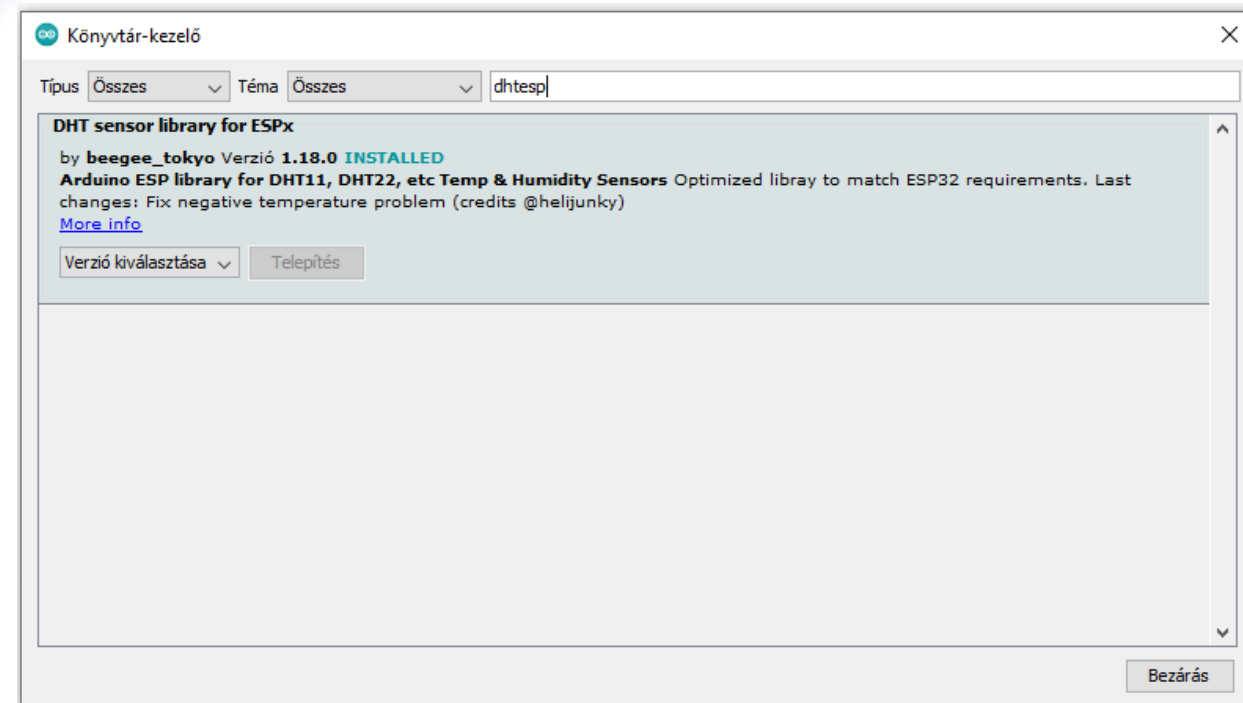 Könyvtár-kezelő
Típus Összes Téma Összes dhtesp
DHT sensor library for ESPx
by beegee_tokyo Verzió 1.18.0 INSTALLED
Arduino ESP library for DHT11, DHT22, etc Temp & Humidity Sensors Optimized libray to match ESP32 requirements. Last
changes: Fix negative temperature problem (credits @helijunky)
More info
Verzió kiválasztása Telepítés
Bezárás